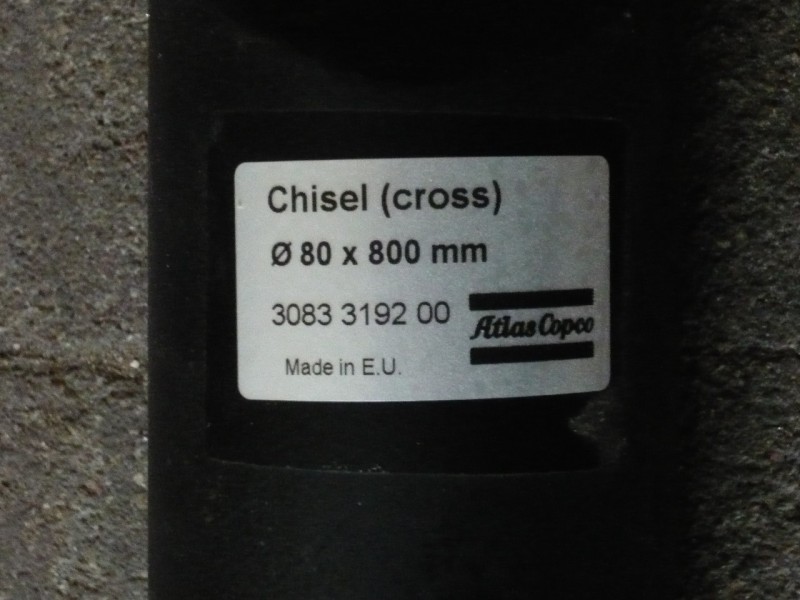 Chisel (cross)
Ø 80 x 800 mm
3083 3192 00
Atlas Copco
Made in E.U.